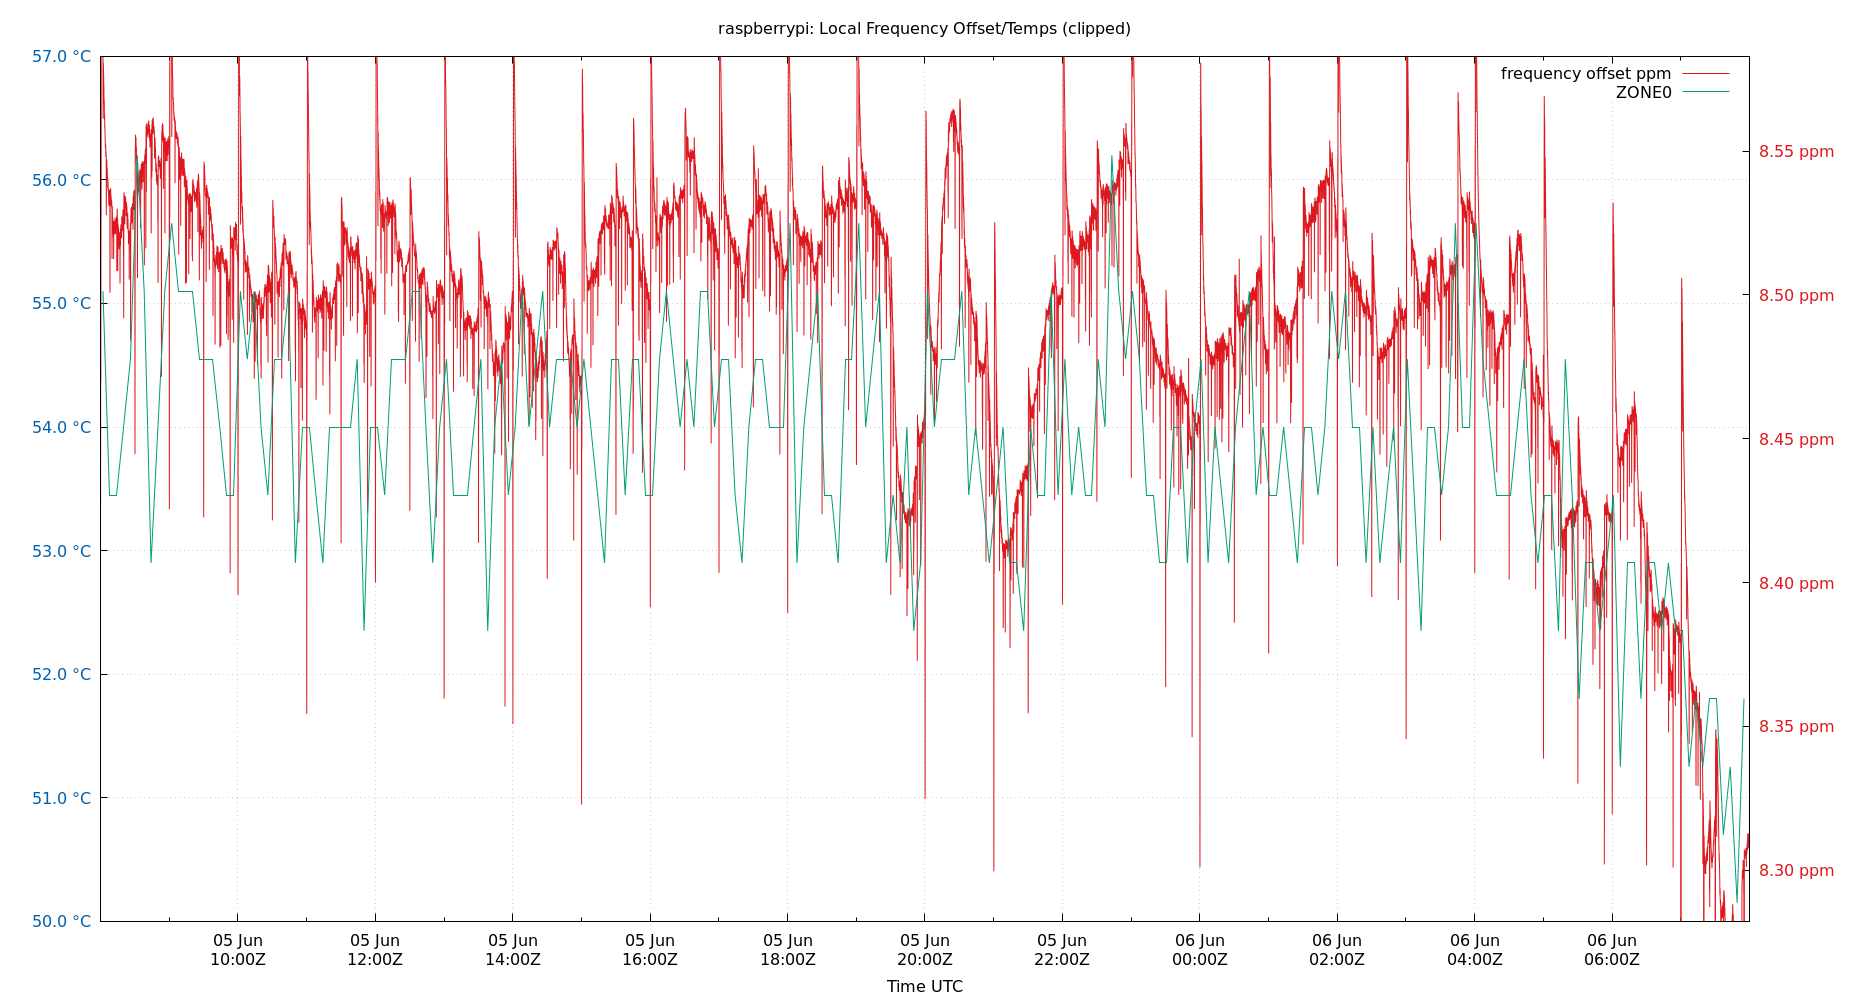 raspberrypi: Local Frequency Offset/Temps (clipped)
frequency offset ppm
ZONE0
57.0 °C
56.0 °C
55.0 °C
54.0 °C
53.0 °C
52.0 °C
51.0 °C
50.0 °C
8.55 ppm
8.50 ppm
8.45 ppm
8.40 ppm
8.35 ppm
8.30 ppm
05 Jun
10:00Z
05 Jun
12:00Z
05 Jun
14:00Z
05 Jun
16:00Z
05 Jun
18:00Z
05 Jun
20:00Z
05 Jun
22:00Z
06 Jun
00:00Z
06 Jun
02:00Z
06 Jun
04:00Z
06 Jun
06:00Z
Time UTC